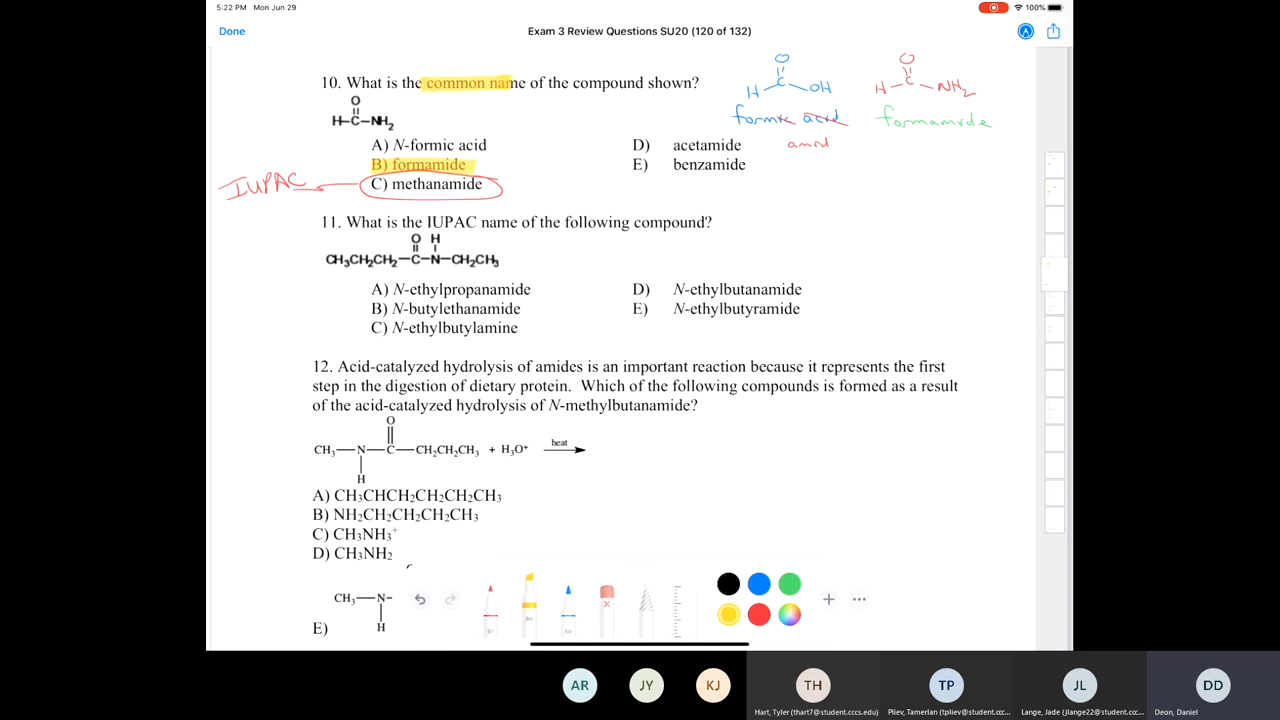 5:22 PM Mon Jun 29
100%
Done
Exam 3 Review Questions SU20 (120 of 132)
10. What is the common name of the compound shown?
O
H—C—NH₂
O
H C OH
formic acid
amid
O
H C NH₂
formamide
A) N-formic acid
B) formamide
C) methanamide
D) acetamide
E) benzamide
IUPAC
11. What is the IUPAC name of the following compound?
O H
CH₃CH₂CH₂—C—N—CH₂CH₃
A) N-ethylpropanamide
B) N-butylethanamide
C) N-ethylbutylamine
D) N-ethylbutanamide
E) N-ethylbutyramide
12. Acid-catalyzed hydrolysis of amides is an important reaction because it represents the first
step in the digestion of dietary protein. Which of the following compounds is formed as a result
of the acid-catalyzed hydrolysis of N-methylbutanamide?
O
CH₃—N—C—CH₂CH₂CH₃ + H₃O⁺ heat
H
A) CH₃CHCH₂CH₂CH₂CH₃
B) NH₂CH₂CH₂CH₂CH₃
C) CH₃NH₃⁺
D) CH₃NH₂
CH₃—N-
H
E)
AR
JY
KJ
TH
TP
JL
DD
Hart, Tyler (thart7@student.cccs.edu)
Pliev, Tamerlan (tpliev@student.ccc...
Lange, Jade (jlange22@student.ccc...
Deon, Daniel